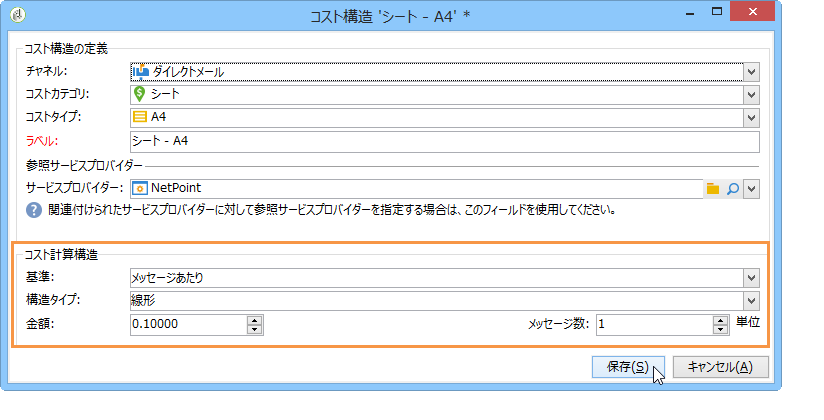 コスト構造 'シート - A4' *
コスト構造の定義
チャネル: ダイレクトメール
コストカテゴリ: シート
コストタイプ: A4
ラベル: シート - A4
参照サービスプロバイダー
サービスプロバイダー: NetPoint
関連付けられたサービスプロバイダーに対して参照サービスプロバイダーを指定する場合は、このフィールドを使用してください。
コスト計算構造
基準: メッセージあたり
構造タイプ: 線形
金額: 0.10000 メッセージ数: 1 単位
保存(S) キャンセル(A)